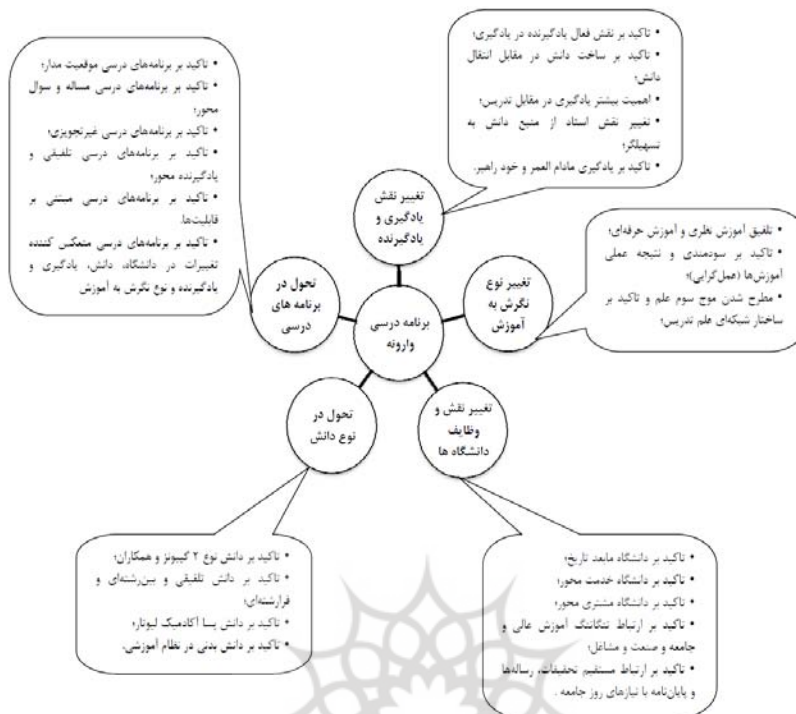 • تاکید بر نقش فعال یادگیرنده در یادگیری؛
• تاکید بر ساخت دانش در مقابل انتقال
دانش؛
• اهمیت بیشتر یادگیری در مقابل تدریس؛
• تغییر نقش استاد از منبع دانش به
تسهیلگر؛
• تاکید بر یادگیری مادام العمر و خود راهبر.
• تاکید بر برنامه‌های درسی موقعیت مدار؛
• تاکید بر برنامه‌های درسی مساله و سوال
محور؛
• تاکید بر برنامه‌های درسی غیرتجویزی؛
• تاکید بر برنامه‌های درسی تلفیقی و
یادگیرنده محور؛
• تاکید بر برنامه‌های درسی مبتنی بر
قابلیت‌ها.
• تاکید بر برنامه‌های درسی منعکس کننده
تغییرات در دانشگاه، دانش، یادگیری و
یادگیرنده و نوع نگرش به آموزش
تغییر نقش
یادگیری و
یادگیرنده
• تلفیق آموزش نظری و آموزش حرفه‌ای؛
• تاکید بر سودمندی و نتیجه عملی
آموزش‌ها (عمل‌گرایی)؛
• مطرح شدن موج سوم علم و تاکید بر
ساختار شبکه‌ای علم تدریس؛
تغییر نوع
نگرش به
آموزش
تحول در
برنامه های
درسی
برنامه درسی
وارونه
تغییر نقش و
وظایف
دانشگاه ها
تحول در
نوع دانش
• تاکید بر دانش نوع ۲ گیبونز و همکاران؛
• تاکید بر دانش تلفیقی و بین‌رشته‌ای و
فرارشته‌ای؛
• تاکید بر دانش پسا آکادمیک لیوتار؛
• تاکید بر دانش بدنی در نظام آموزشی.
• تاکید بر دانشگاه مابعد تاریخ؛
• تاکید بر دانشگاه خدمت محور؛
• تاکید بر دانشگاه مشتری محور؛
• تاکید بر ارتباط تنگاتنگ آموزش عالی و
جامعه و صنعت و مشاغل؛
• تاکید بر ارتباط مستقیم تحقیقات، رساله‌ها
و پایان‌نامه با نیازهای روز جامعه .